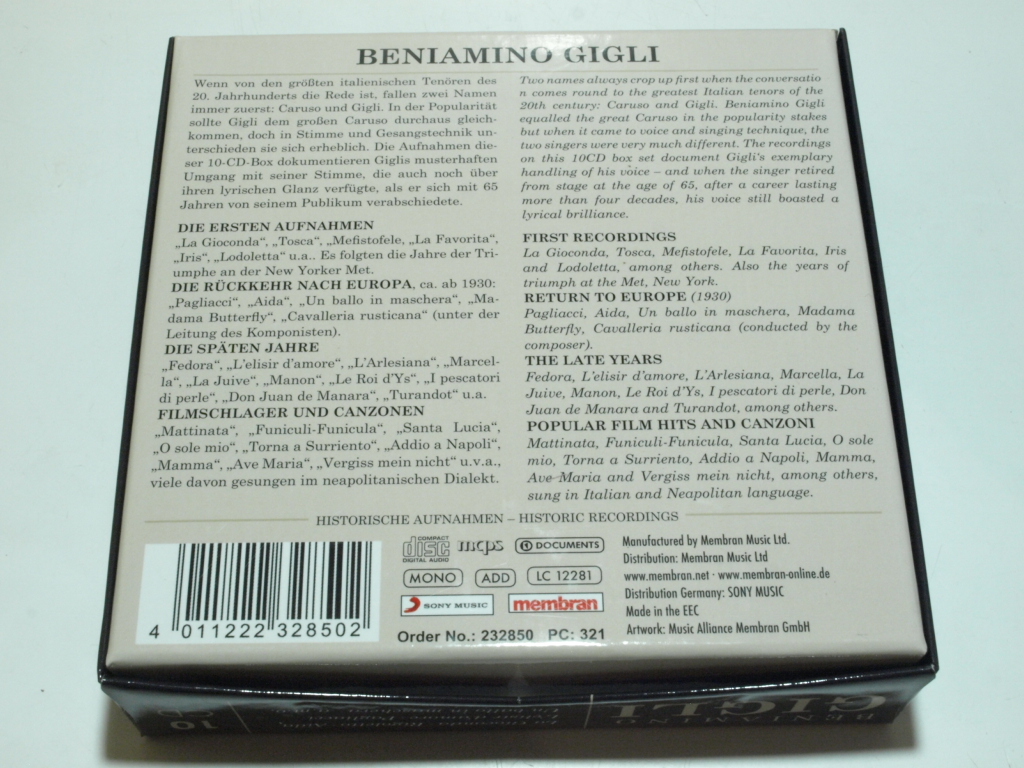 BENIAMINO GIGLI
Wenn von den größten italienischen Tenören des
20. Jahrhunderts die Rede ist, fallen zwei Namen
immer zuerst: Caruso und Gigli. In der Popularität
sollte Gigli dem großen Caruso durchaus gleich-
kommen, doch in Stimme und Gesangstechnik un-
terschieden sie sich erheblich. Die Aufnahmen die-
ser 10-CD-Box dokumentieren Giglis musterhaften
Umgang mit seiner Stimme, die auch noch über
ihren lyrischen Glanz verfügte, als er sich mit 65
Jahren von seinem Publikum verabschiedete.
DIE ERSTEN AUFNAHMEN
„La Gioconda“, „Tosca“, „Mefistofele, „La Favorita“,
„Iris“, „Lodoletta“ u.a.. Es folgten die Jahre der Tri-
umphe an der New Yorker Met.
DIE RÜCKKEHR NACH EUROPA, ca. ab 1930:
„Pagliacci“, „Aida“, „Un ballo in maschera“, „Ma-
dama Butterfly“, „Cavalleria rusticana“ (unter der
Leitung des Komponisten).
DIE SPÄTEN JAHRE
„Fedora“, „L'elisir d'amore“, „L'Arlesiana“, „Marcel-
la“, „La Juive“, „Manon“, „Le Roi d'Ys“, „I pescatori
di perle“, „Don Juan de Manara“, „Turandot“ u.a.
FILMSCHLAGER UND CANZONEN
„Mattinata“, „Funiculi-Funicula“, „Santa Lucia“,
„O sole mio“, „Torna a Surriento“, „Addio a Napoli“,
„Mamma“, „Ave Maria“, „Vergiss mein nicht“ u.v.a.,
viele davon gesungen im neapolitanischen Dialekt.
Two names always crop up first when the conversatio
n comes round to the greatest Italian tenors of the
20th century: Caruso and Gigli. Beniamino Gigli
equalled the great Caruso in the popularity stakes
but when it came to voice and singing technique, the
two singers were very much different. The recordings
on this 10CD box set document Gigli's exemplary
handling of his voice – and when the singer retired
from stage at the age of 65, after a career lasting
more than four decades, his voice still boasted a
lyrical brilliance.
FIRST RECORDINGS
La Gioconda, Tosca, Mefistofele, La Favorita, Iris
and Lodoletta, among others. Also the years of
triumph at the Met, New York.
RETURN TO EUROPE (1930)
Pagliacci, Aida, Un ballo in maschera, Madama
Butterfly, Cavalleria rusticana (conducted by the
composer).
THE LATE YEARS
Fedora, L'elisir d'amore, L'Arlesiana, Marcella, La
Juive, Manon, Le Roi d'Ys, I pescatori di perle, Don
Juan de Manara and Turandot, among others.
POPULAR FILM HITS AND CANZONI
Mattinata, Funiculi-Funicula, Santa Lucia, O sole
mio, Torna a Surriento, Addio a Napoli, Mamma,
Ave Maria and Vergiss mein nicht, among others,
sung in Italian and Neapolitan language.
HISTORISCHE AUFNAHMEN – HISTORIC RECORDINGS
4 011222 328502
COMPACT disc DIGITAL AUDIO mcps DOCUMENTS
MONO ADD LC 12281
SONY MUSIC membran
Order No.: 232850 PC: 321
Manufactured by Membran Music Ltd.
Distribution: Membran Music Ltd
www.membran.net · www.membran-online.de
Distribution Germany: SONY MUSIC
Made in the EEC
Artwork: Music Alliance Membran GmbH
BENIAMINO
GIGLI
10